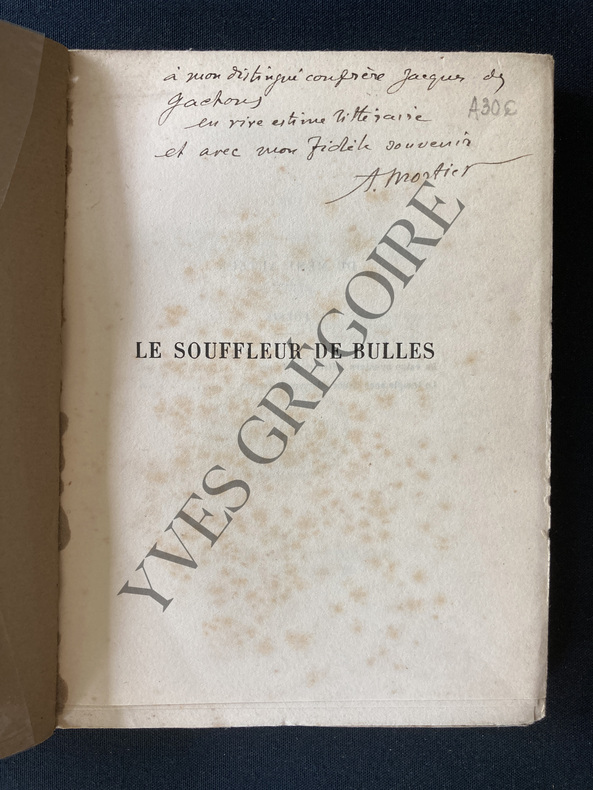 à mon distingué confrère Jacques des
Gachons
en vive estime littéraire
et avec mon fidèle souvenir
A. Mortier
A30£
LE SOUFFLEUR DE BULLES
YVES GRÉGOIRE